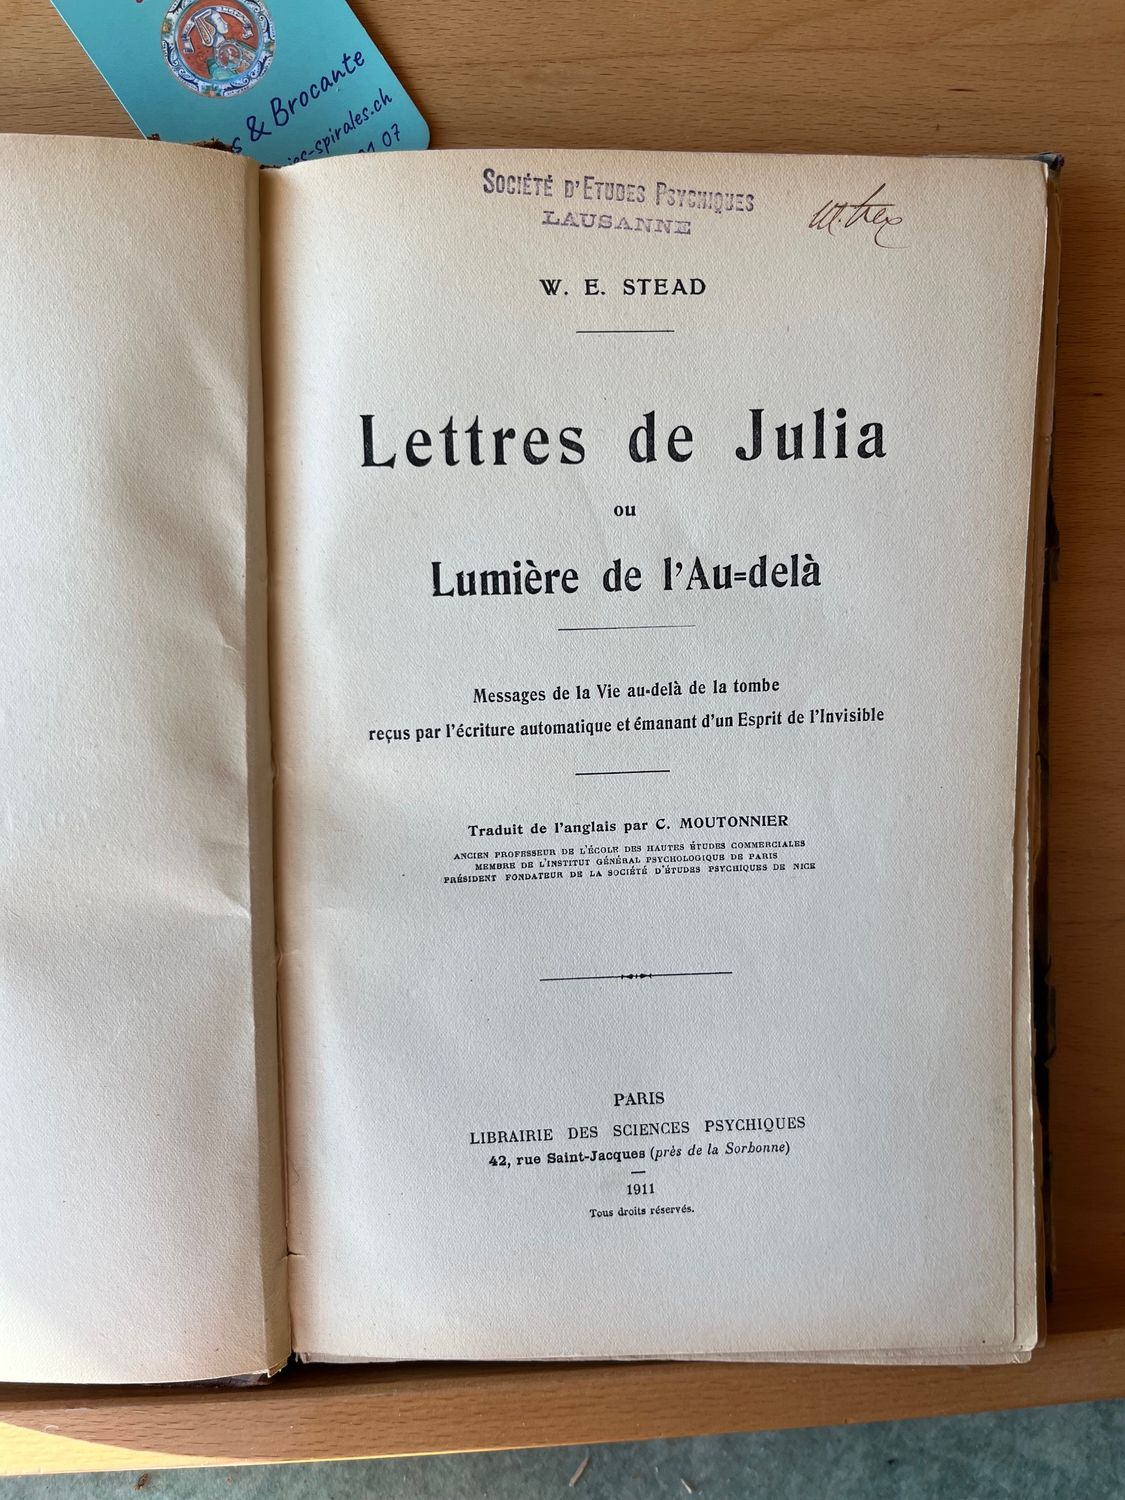 & Brocante
-spirales.ch
07
SOCIÉTÉ D'ETUDES PSYCHIQUES
LAUSANNE
W. E. STEAD
Lettres de Julia
ou
Lumière de l'Au=delà
Messages de la Vie au-delà de la tombe
reçus par l'écriture automatique et émanant d'un Esprit de l'Invisible
Traduit de l'anglais par C. MOUTONNIER
ANCIEN PROFESSEUR DE L'ÉCOLE DES HAUTES ÉTUDES COMMERCIALES
MEMBRE DE L'INSTITUT GÉNÉRAL PSYCHOLOGIQUE DE PARIS
PRÉSIDENT FONDATEUR DE LA SOCIÉTÉ D'ÉTUDES PSYCHIQUES DE NICE
PARIS
LIBRAIRIE DES SCIENCES PSYCHIQUES
42, rue Saint-Jacques (près de la Sorbonne)
1911
Tous droits réservés.